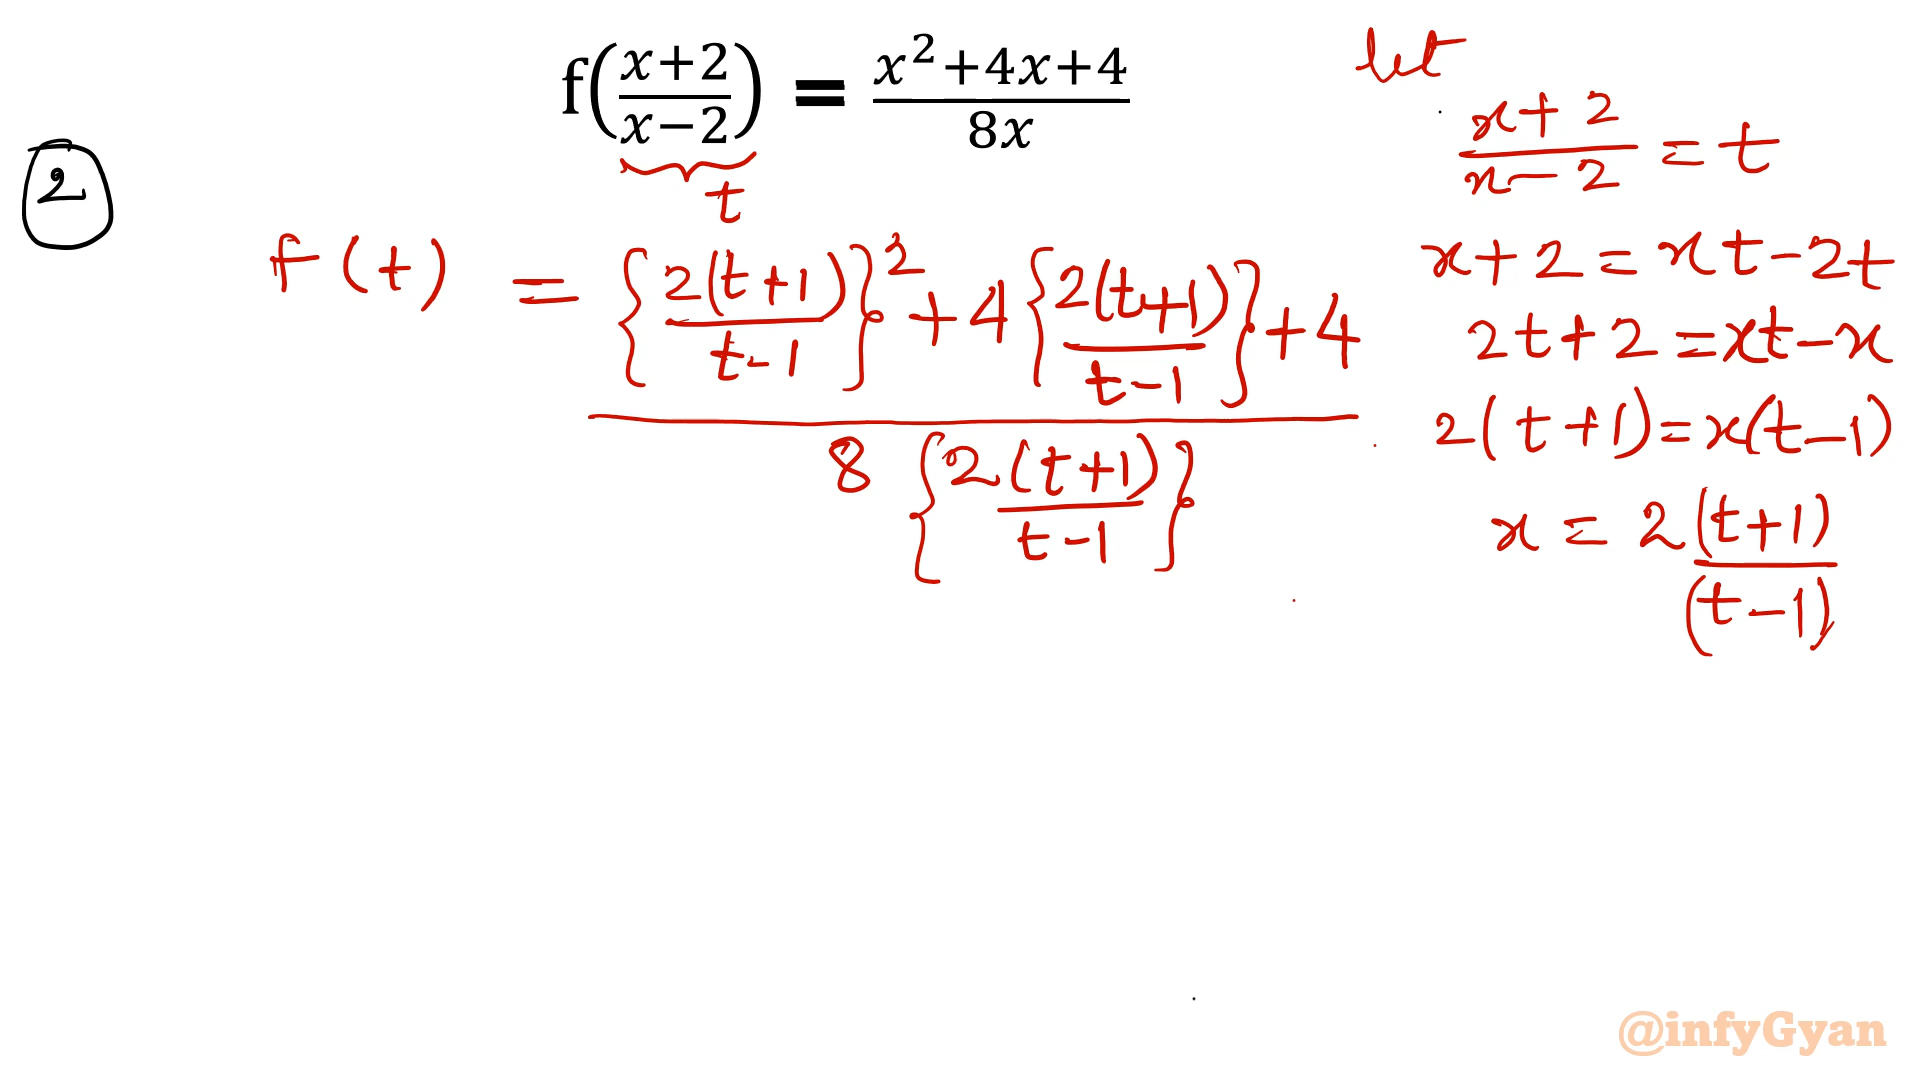 f((x+2)/(x−2)) = (x²+4x+4)/(8x)
t
2
f(t) = ({2(t+1)/(t-1)}² + 4{2(t+1)/(t-1)} + 4)/(8{2(t+1)/(t-1)})
let
(x+2)/(x-2) = t
x+2 = xt-2t
2t+2 = xt-x
2(t+1) = x(t-1)
x = 2(t+1)/(t-1)
@infyGyan